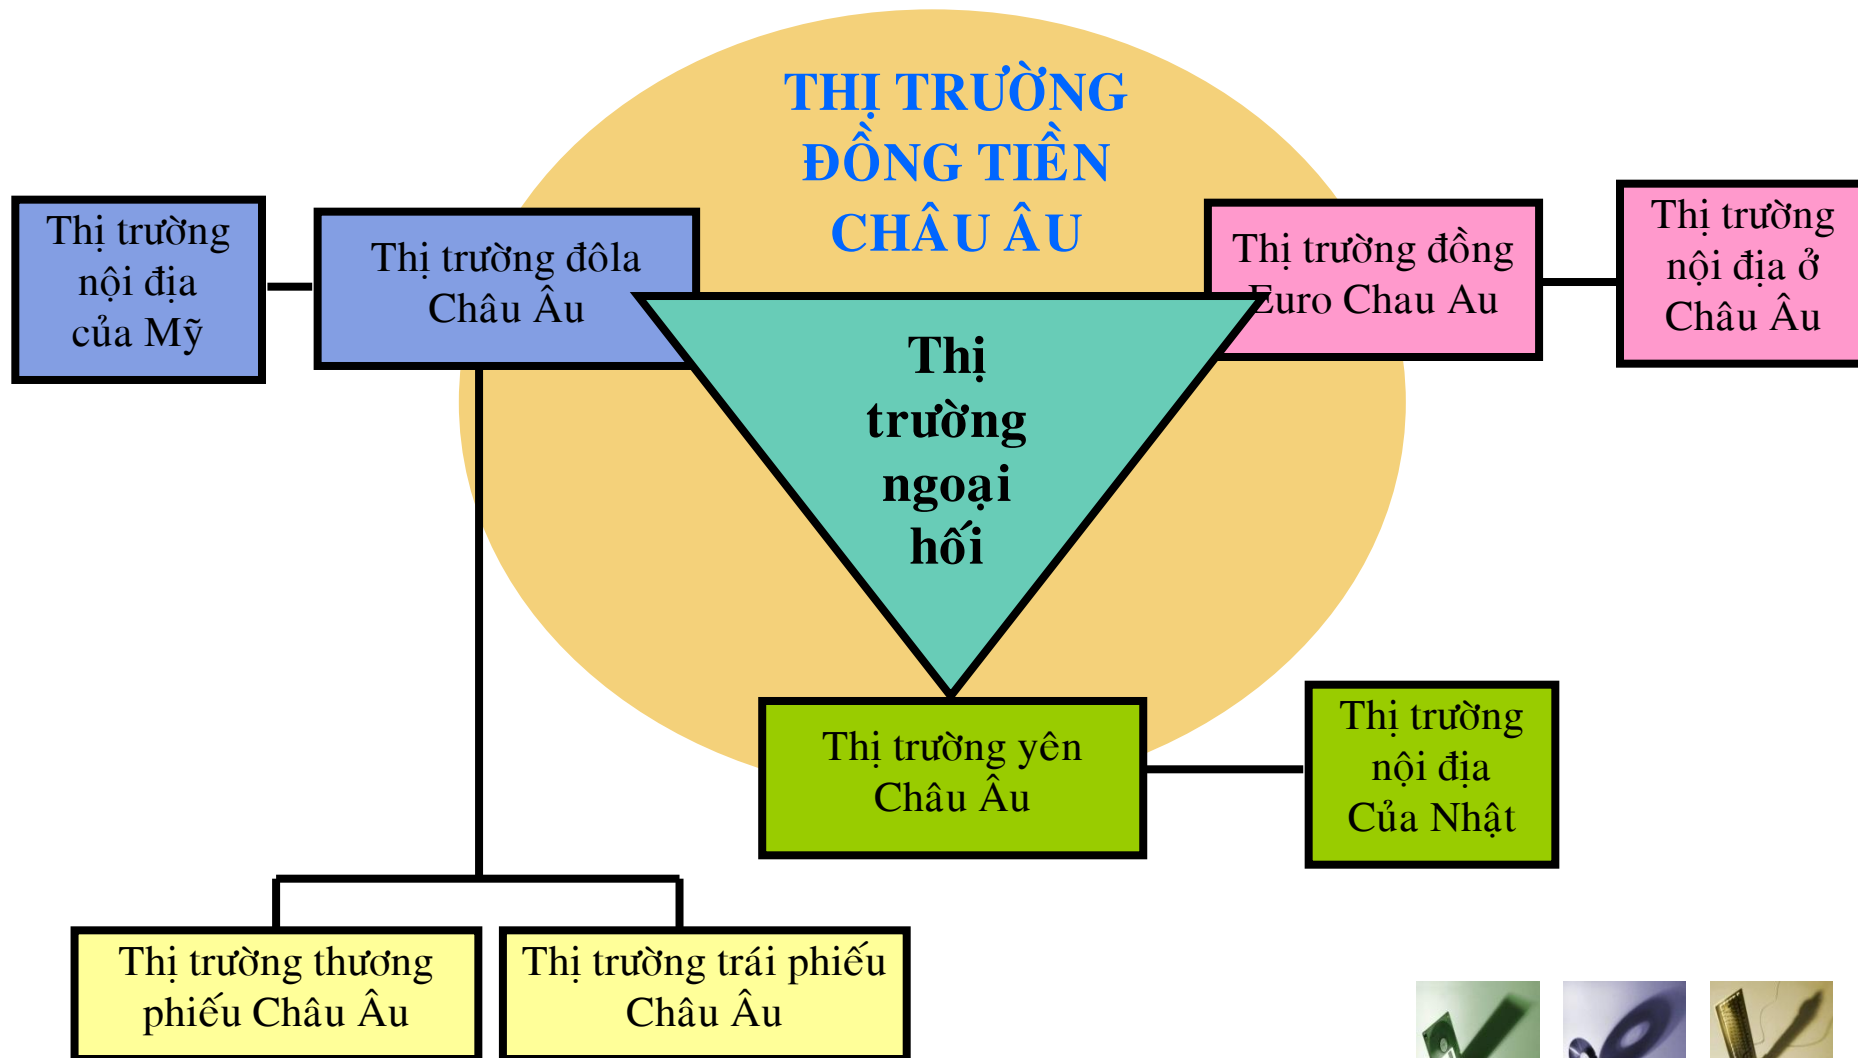 THỊ TRƯỜNG
ĐỒNG TIỀN
CHÂU ÂU
Thị trường
nội địa
của Mỹ
Thị trường đôla
Châu Âu
Thị trường đồng
Euro Chau Au
Thị trường
nội địa ở
Châu Âu
Thị
trường
ngoại
hối
Thị trường yên
Châu Âu
Thị trường
nội địa
Của Nhật
Thị trường thương
phiếu Châu Âu
Thị trường trái phiếu
Châu Âu